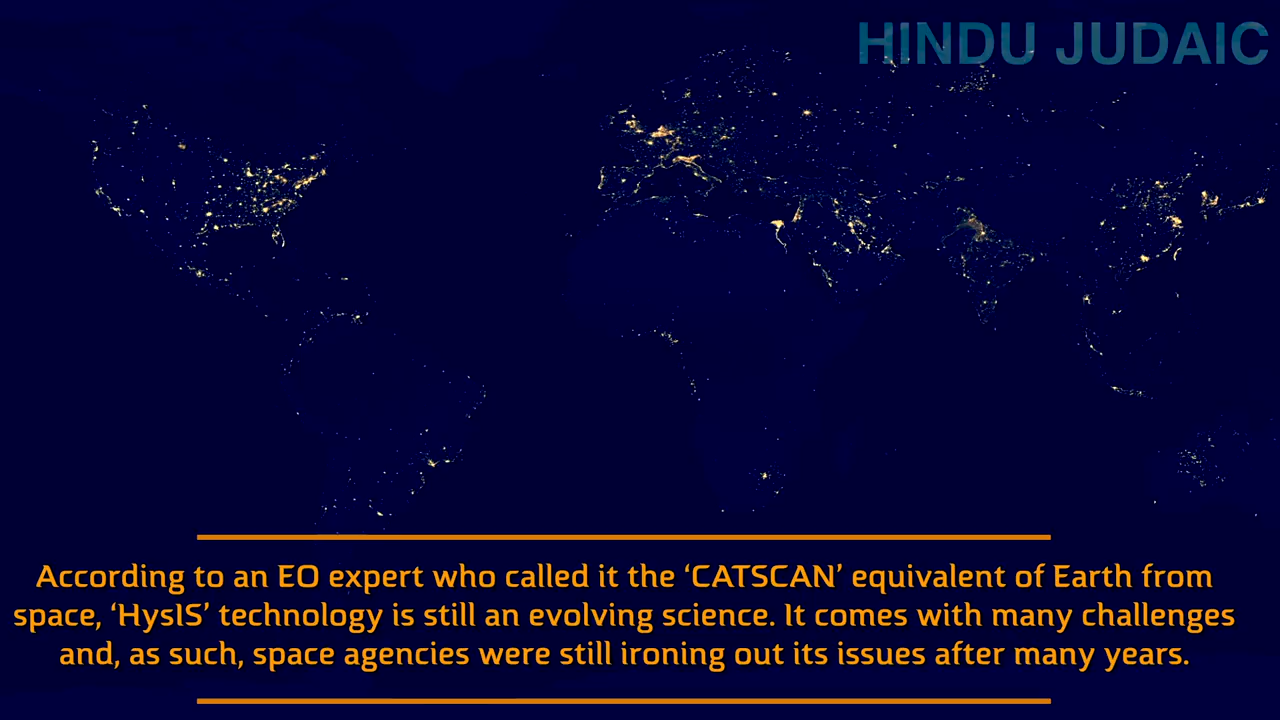 HINDU JUDAIC
According to an EO expert who called it the ‘CATSCAN’ equivalent of Earth from
space, ‘HysIS’ technology is still an evolving science. It comes with many challenges
and, as such, space agencies were still ironing out its issues after many years.